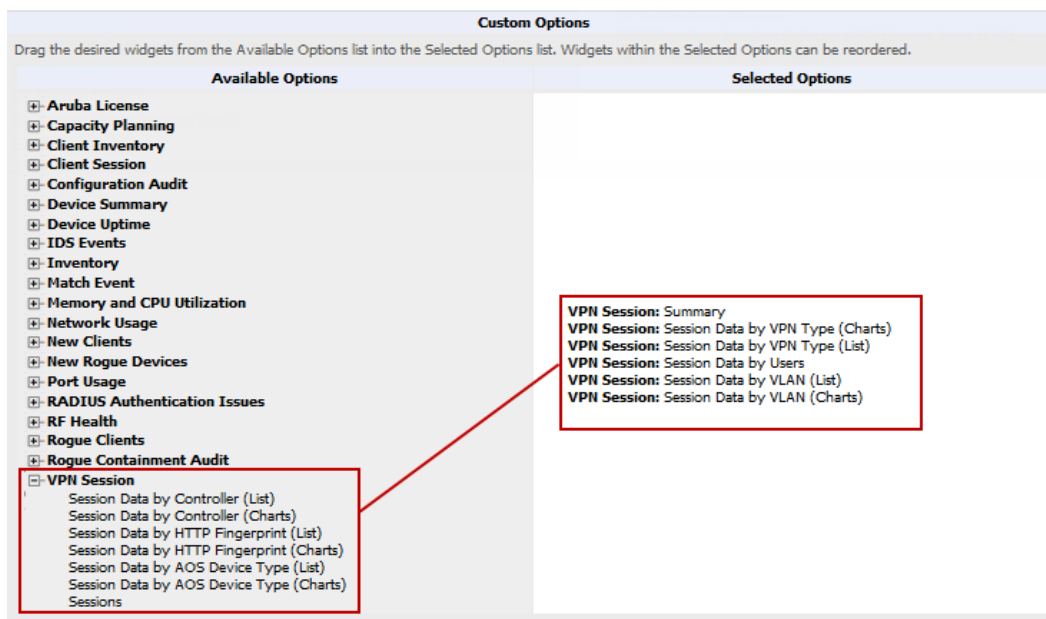 Custom Options
Drag the desired widgets from the Available Options list into the Selected Options list. Widgets within the Selected Options can be reordered.
Available Options
Selected Options
Aruba License
Capacity Planning
Client Inventory
Client Session
Configuration Audit
Device Summary
Device Uptime
IDS Events
Inventory
Match Event
Memory and CPU Utilization
Network Usage
New Clients
New Rogue Devices
Port Usage
RADIUS Authentication Issues
RF Health
Rogue Clients
Rogue Containment Audit
VPN Session
Session Data by Controller (List)
Session Data by Controller (Charts)
Session Data by HTTP Fingerprint (List)
Session Data by HTTP Fingerprint (Charts)
Session Data by AOS Device Type (List)
Session Data by AOS Device Type (Charts)
Sessions
VPN Session: Summary
VPN Session: Session Data by VPN Type (Charts)
VPN Session: Session Data by VPN Type (List)
VPN Session: Session Data by Users
VPN Session: Session Data by VLAN (List)
VPN Session: Session Data by VLAN (Charts)